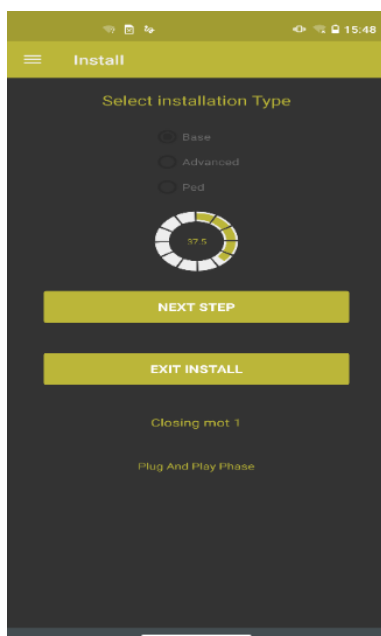 15:48
Install
Select installation Type
Base
Advanced
Ped
37.5
NEXT STEP
EXIT INSTALL
Closing mot 1
Plug And Play Phase